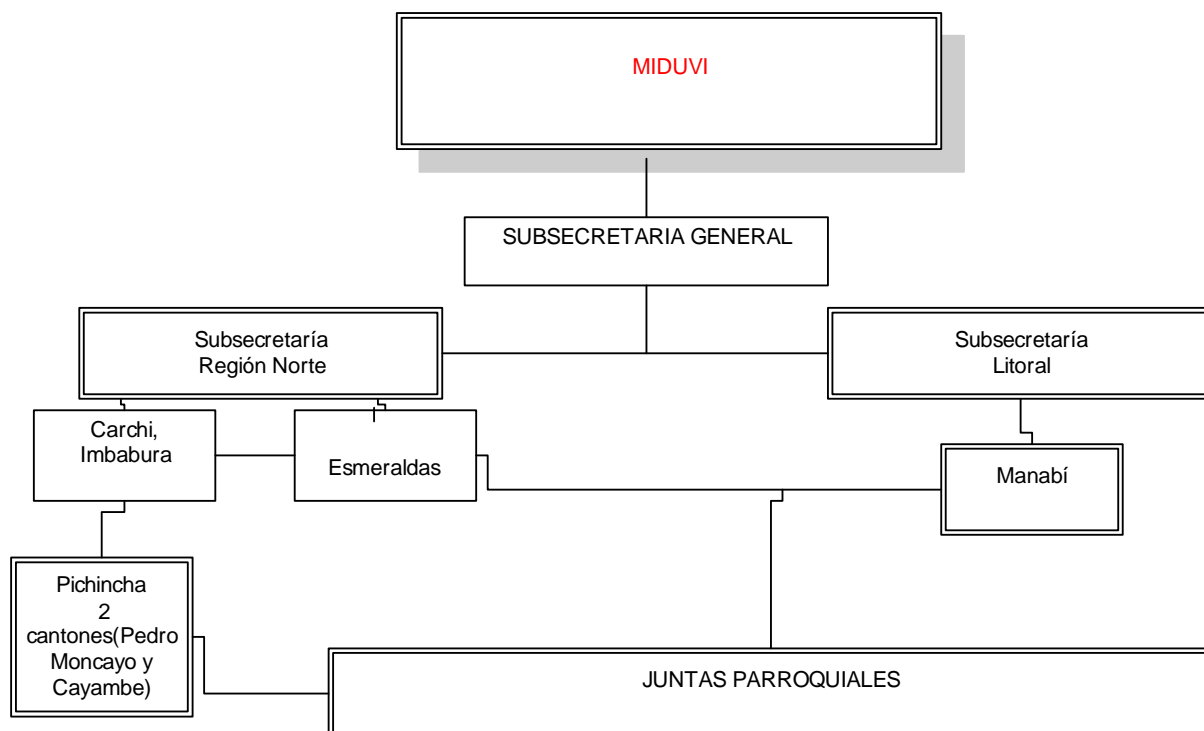 MIDUVI
SUBSECRETARIA GENERAL
Subsecretaría
Región Norte
Subsecretaría
Litoral
Carchi,
Imbabura
Esmeraldas
Manabí
Pichincha
2
cantones(Pedro
Moncayo y
Cayambe)
JUNTAS PARROQUIALES